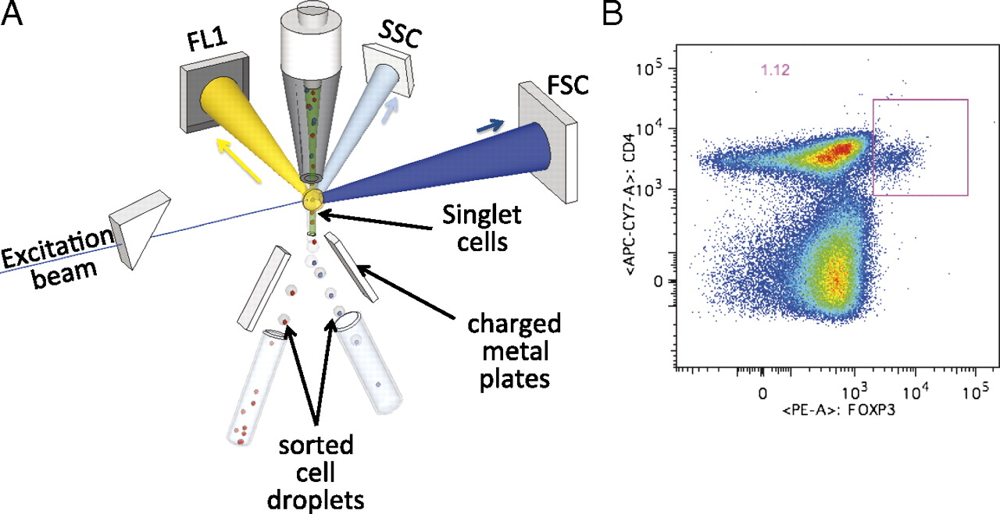 A
FL1
SSC
FSC
Excitation
beam
Singlet
cells
charged
metal
plates
sorted
cell
droplets
B
1.12
10⁵
10⁴
10³
0
<APC-CY7-A>: CD4
0
10³
10⁴
10⁵
<PE-A>: FOXP3